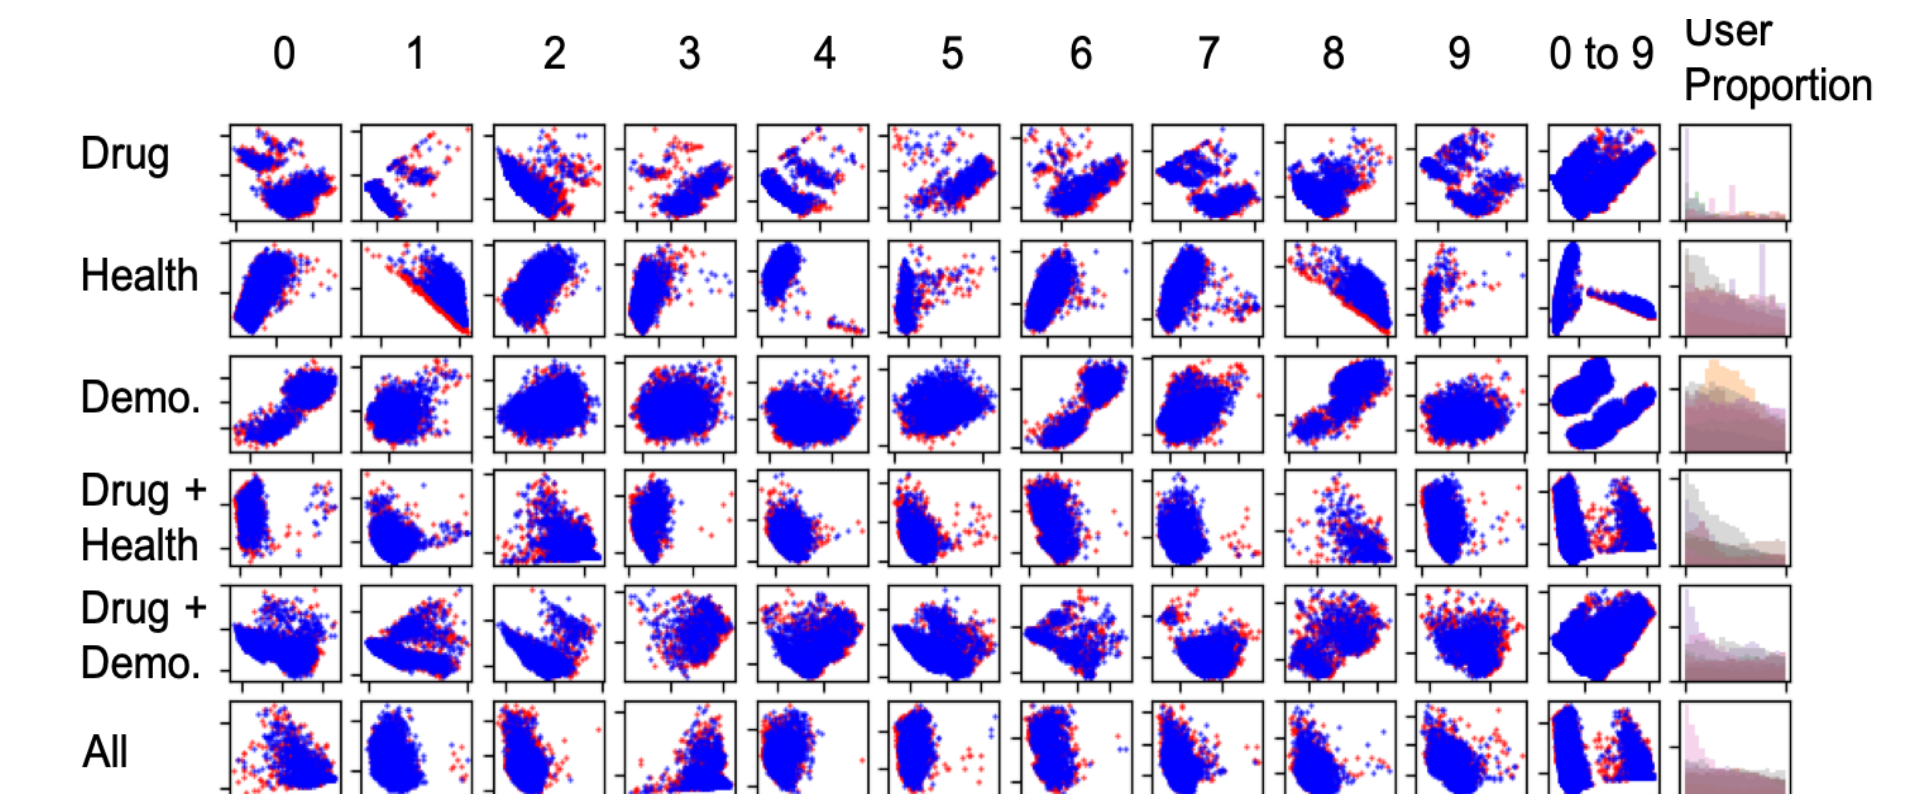 0 1 2 3 4 5 6 7 8 9 0 to 9 User
Proportion
Drug
Health
Demo.
Drug +
Health
Drug +
Demo.
All